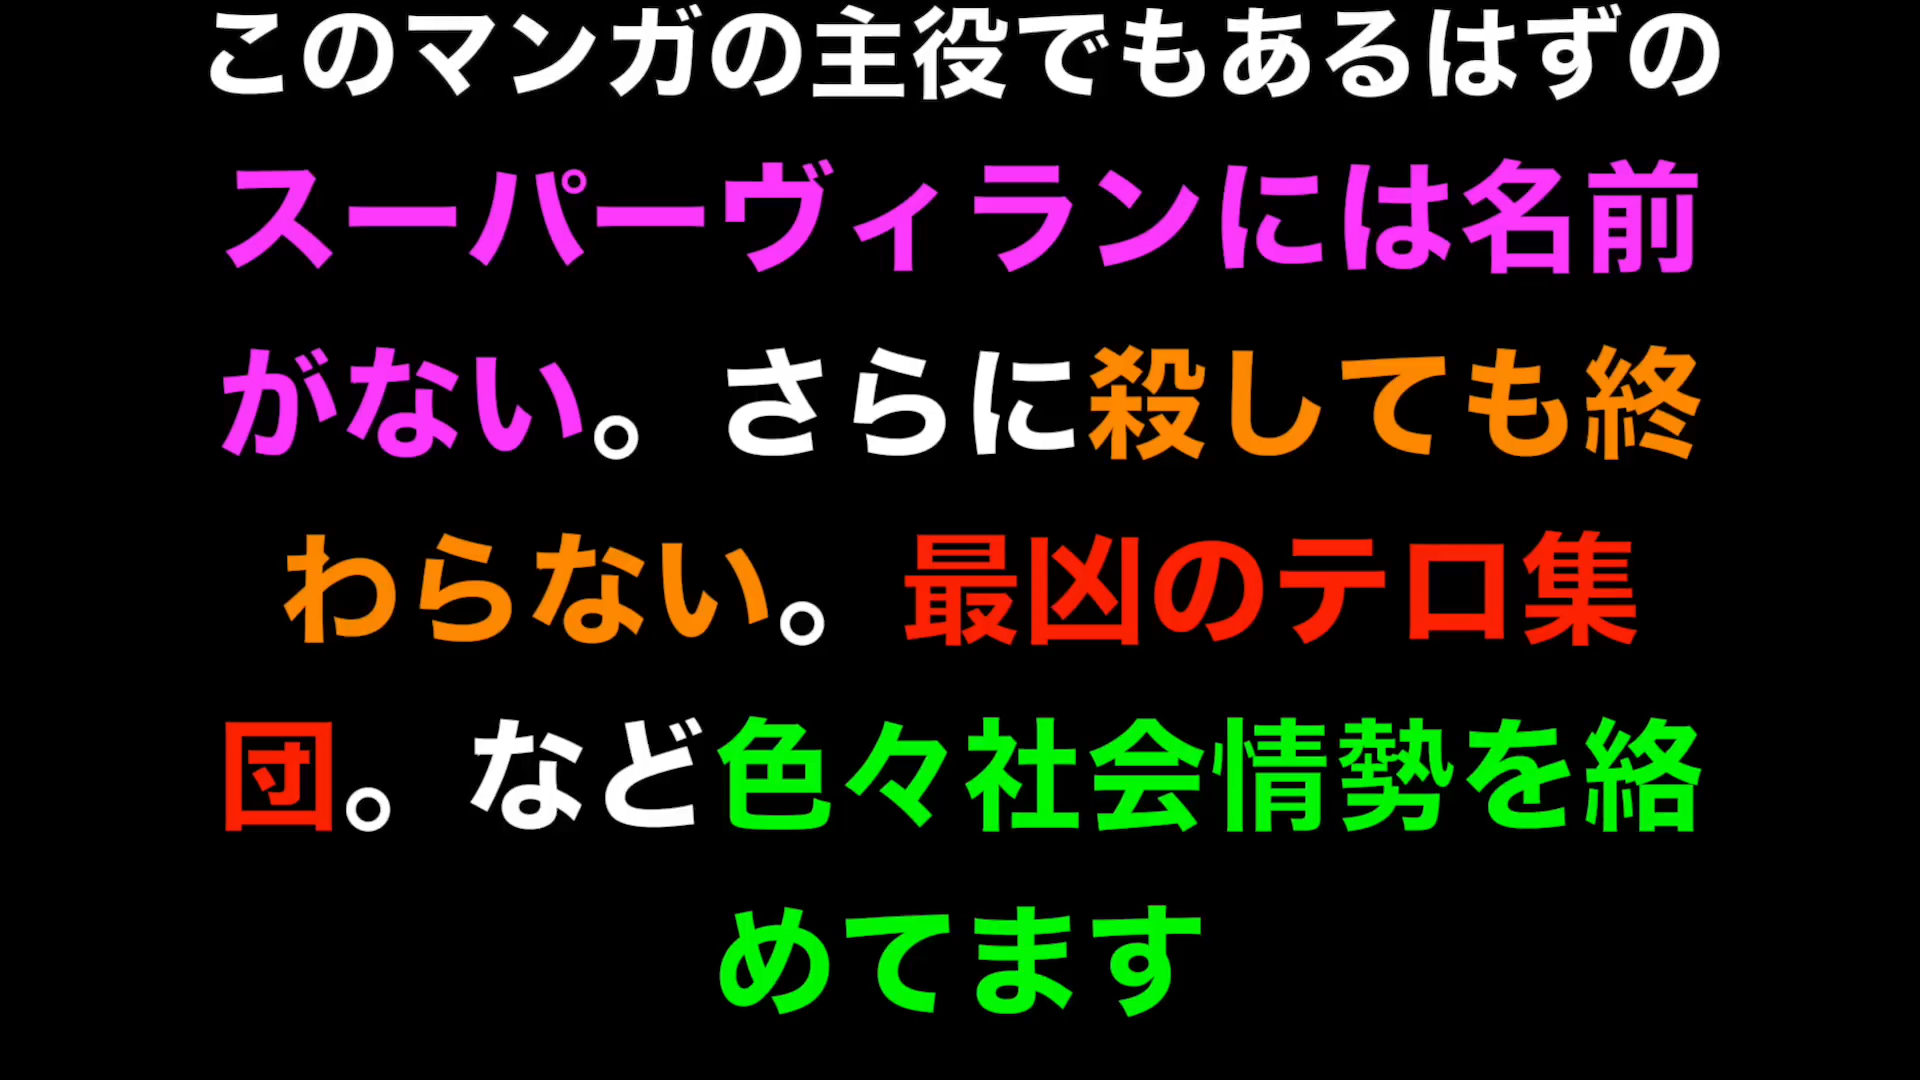 このマンガの主役でもあるはずの
スーパーヴィランには名前
がない。さらに殺しても終
わらない。最凶のテロ集
団。など色々社会情勢を絡
めてます